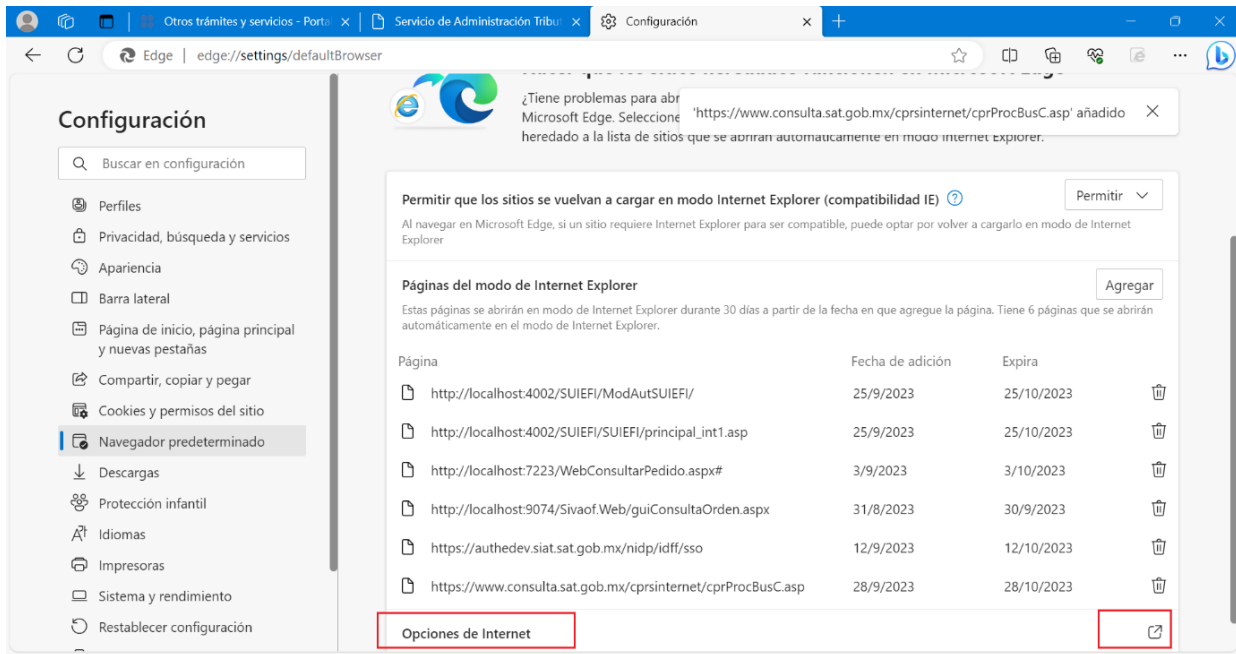 Otros trámites y servicios - Portal
Servicio de Administración Tribut
Configuración
Edge | edge://settings/defaultBrowser
Configuración
Buscar en configuración
Perfiles
Privacidad, búsqueda y servicios
Apariencia
Barra lateral
Página de inicio, página principal
y nuevas pestañas
Compartir, copiar y pegar
Cookies y permisos del sitio
Navegador predeterminado
Descargas
Protección infantil
Idiomas
Impresoras
Sistema y rendimiento
Restablecer configuración
¿Tiene problemas para abr
Microsoft Edge. Seleccione
heredado a la lista de sitios que se abrirán automáticamente en modo Internet Explorer.
'https://www.consulta.sat.gob.mx/cprsinternet/cprProcBusC.asp' añadido
Permitir que los sitios se vuelvan a cargar en modo Internet Explorer (compatibilidad IE)
Permitir
Al navegar en Microsoft Edge, si un sitio requiere Internet Explorer para ser compatible, puede optar por volver a cargarlo en modo de Internet
Explorer
Páginas del modo de Internet Explorer
Agregar
Estas páginas se abrirán en modo de Internet Explorer durante 30 días a partir de la fecha en que agregue la página. Tiene 6 páginas que se abrirán
automáticamente en el modo de Internet Explorer.
Página Fecha de adición Expira
http://localhost:4002/SUIEFI/ModAutSUIEFI/ 25/9/2023 25/10/2023
http://localhost:4002/SUIEFI/SUIEFI/principal_int1.asp 25/9/2023 25/10/2023
http://localhost:7223/WebConsultarPedido.aspx# 3/9/2023 3/10/2023
http://localhost:9074/Sivaof.Web/guiConsultaOrden.aspx 31/8/2023 30/9/2023
https://authedev.siat.sat.gob.mx/nidp/idff/sso 12/9/2023 12/10/2023
https://www.consulta.sat.gob.mx/cprsinternet/cprProcBusC.asp 28/9/2023 28/10/2023
Opciones de Internet